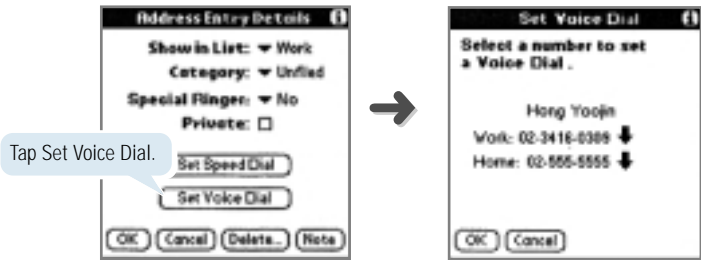 Address Entry Details
Show in List: Work
Category: Unfiled
Special Ringer: No
Private:
Tap Set Voice Dial.
Set Speed Dial
Set Voice Dial
OK Cancel Delete... Note
Set Voice Dial
Select a number to set
a Voice Dial .
Hong Yoojin
Work: 02-3416-0309
Home: 02-555-5555
OK Cancel